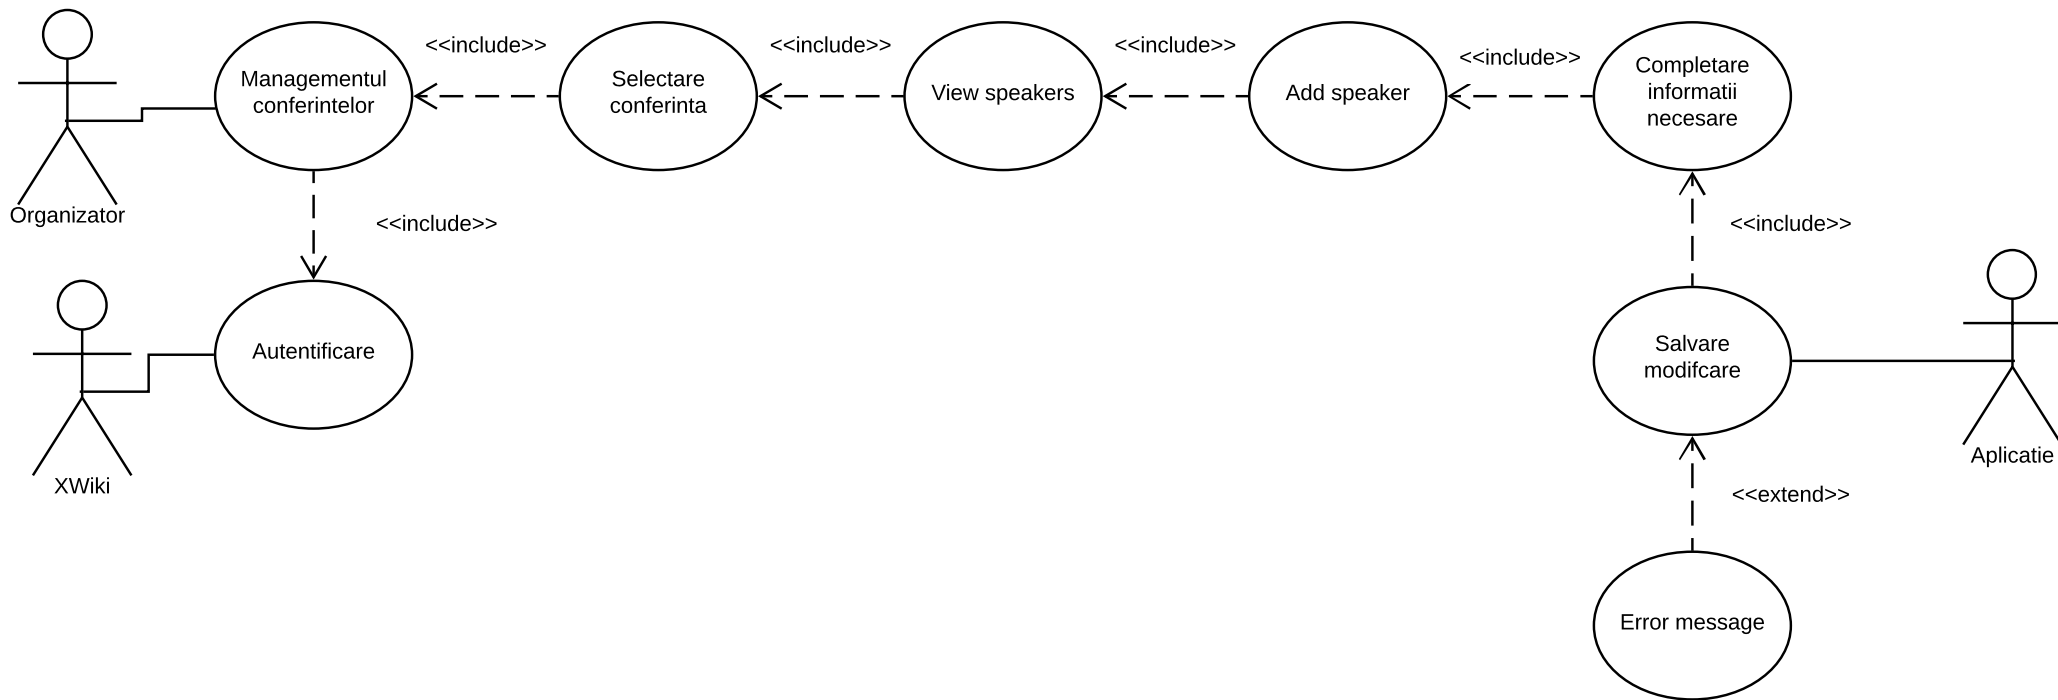 <<include>>
<<include>>
<<include>>
<<include>>
Managementul
conferintelor
Selectare
conferinta
View speakers
Add speaker
Completare
informatii
necesare
Organizator
<<include>>
<<include>>
Autentificare
Salvare
modifcare
XWiki
Aplicatie
<<extend>>
Error message